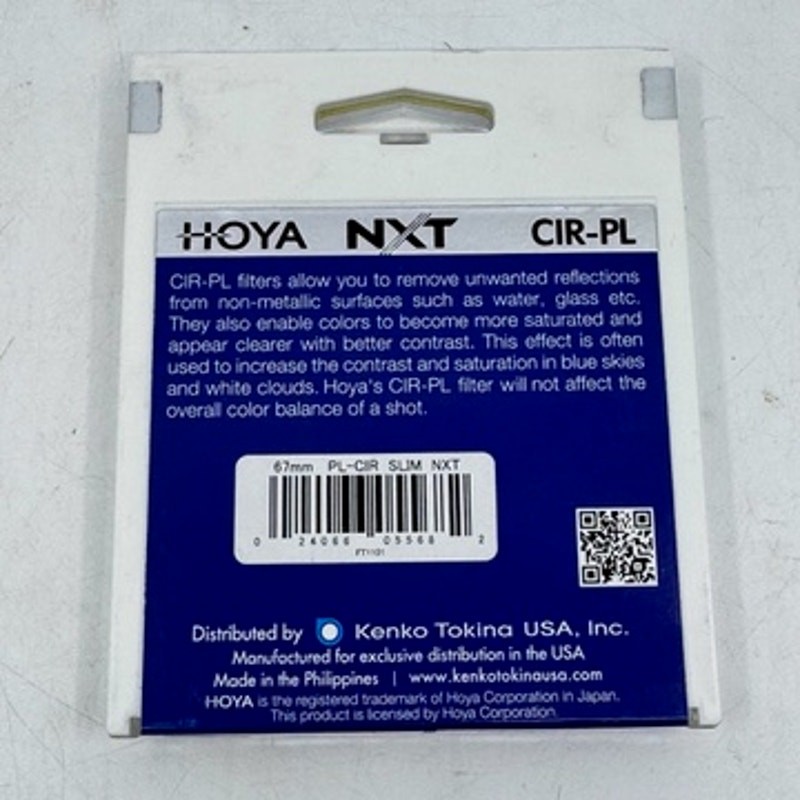 HOYA NXT CIR-PL
CIR-PL filters allow you to remove unwanted reflections
from non-metallic surfaces such as water, glass etc.
They also enable colors to become more saturated and
appear clearer with better contrast. This effect is often
used to increase the contrast and saturation in blue skies
and white clouds. Hoya's CIR-PL filter will not affect the
overall color balance of a shot.
67mm PL-CIR SLIM NXT
0 24066 05568 2
FT1101
Distributed by Kenko Tokina USA, Inc.
Manufactured for exclusive distribution in the USA
Made in the Philippines | www.kenkotokinausa.com
HOYA is the registered trademark of Hoya Corporation in Japan.
This product is licensed by Hoya Corporation.